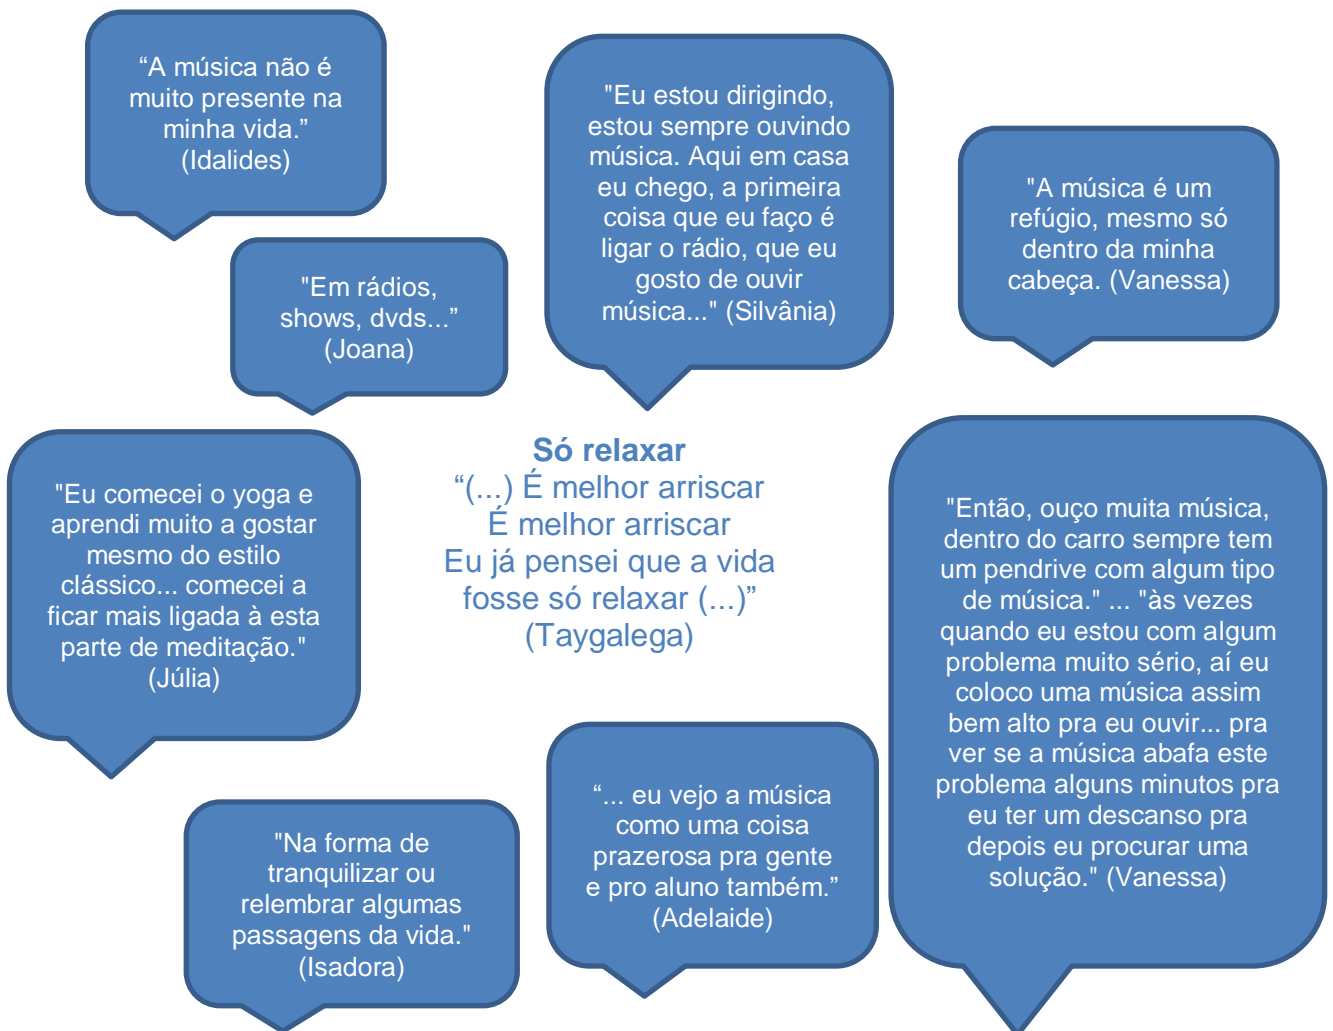 “A música não é
muito presente na
minha vida.”
(Idalides)
"Eu estou dirigindo,
estou sempre ouvindo
música. Aqui em casa
eu chego, a primeira
coisa que eu faço é
ligar o rádio, que eu
gosto de ouvir
música..." (Silvânia)
"A música é um
refúgio, mesmo só
dentro da minha
cabeça. (Vanessa)
"Em rádios,
shows, dvds...”
(Joana)
Só relaxar
“(...) É melhor arriscar
É melhor arriscar
Eu já pensei que a vida
fosse só relaxar (...)”
(Taygalega)
"Eu comecei o yoga e
aprendi muito a gostar
mesmo do estilo
clássico... comecei a
ficar mais ligada à esta
parte de meditação."
(Júlia)
"Então, ouço muita música,
dentro do carro sempre tem
um pendrive com algum tipo
de música." ... "às vezes
quando eu estou com algum
problema muito sério, aí eu
coloco uma música assim
bem alto pra eu ouvir... pra
ver se a música abafa este
problema alguns minutos pra
eu ter um descanso pra
depois eu procurar uma
solução." (Vanessa)
“... eu vejo a música
como uma coisa
prazerosa pra gente
e pro aluno também.”
(Adelaide)
"Na forma de
tranquilizar ou
relembrar algumas
passagens da vida."
(Isadora)